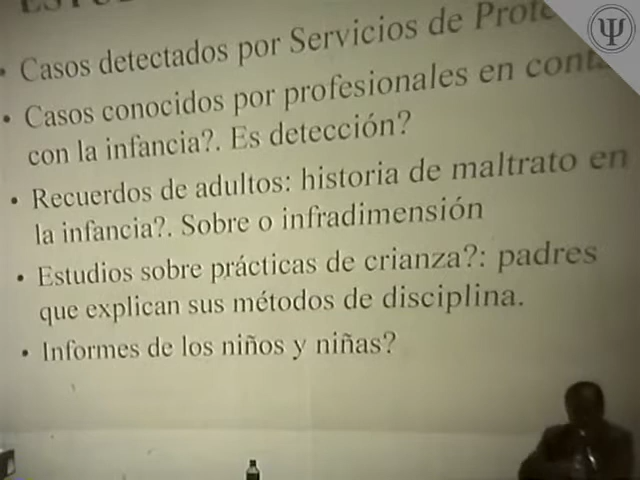 • Casos detectados por Servicios de
• Casos conocidos por profesionales en
con la infancia?. Es detección?
• Recuerdos de adultos: historia de maltrato en
la infancia?. Sobre o infradimensión
• Estudios sobre prácticas de crianza?: padres
que explican sus métodos de disciplina.
• Informes de los niños y niñas?
Ψ